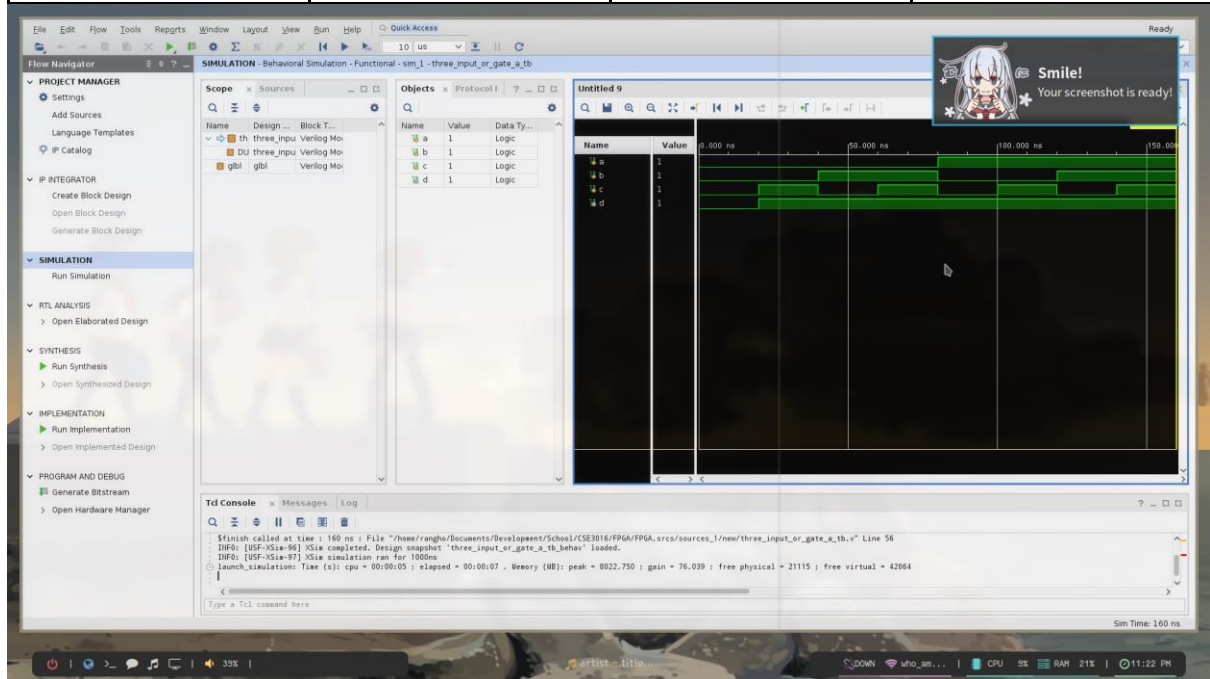 File Edit Flow Tools Reports Window Layout View Run Help Quick Access Ready
10 us
Flow Navigator ? _
SIMULATION - Behavioral Simulation - Functional - sim_1 - three_input_or_gate_a_tb
PROJECT MANAGER
Settings
Add Sources
Language Templates
IP Catalog
IP INTEGRATOR
Create Block Design
Open Block Design
Generate Block Design
SIMULATION
Run Simulation
RTL ANALYSIS
Open Elaborated Design
SYNTHESIS
Run Synthesis
Open Synthesized Design
IMPLEMENTATION
Run Implementation
Open Implemented Design
PROGRAM AND DEBUG
Generate Bitstream
Open Hardware Manager
Scope Sources
Name Design ... Block T...
th three_inpu Verilog Mo
DU three_inpu Verilog Mo
glbl glbl Verilog Mo
Objects Protocol I ?
Name Value Data Ty...
a 1 Logic
b 1 Logic
c 1 Logic
d 1 Logic
Untitled 9
Name Value 0.000 ns 50.000 ns 100.000 ns 150.000
a 1
b 1
c 1
d 1
Smile!
Your screenshot is ready!
Tcl Console Messages Log ?
$finish called at time : 160 ns : File "/home/rangho/Documents/Development/School/CSE3016/FPGA/FPGA.srcs/sources_1/new/three_input_or_gate_a_tb.v" Line 56
INFO: [USF-XSim-96] XSim completed. Design snapshot 'three_input_or_gate_a_tb_behav' loaded.
INFO: [USF-XSim-97] XSim simulation ran for 1000ns
launch_simulation: Time (s): cpu = 00:00:05 ; elapsed = 00:00:07 . Memory (MB): peak = 8022.750 ; gain = 76.039 ; free physical = 21115 ; free virtual = 42064
Type a Tcl command here
Sim Time: 160 ns
39% artist - title... DOWN who_am... CPU 9% RAM 21% 11:22 PM